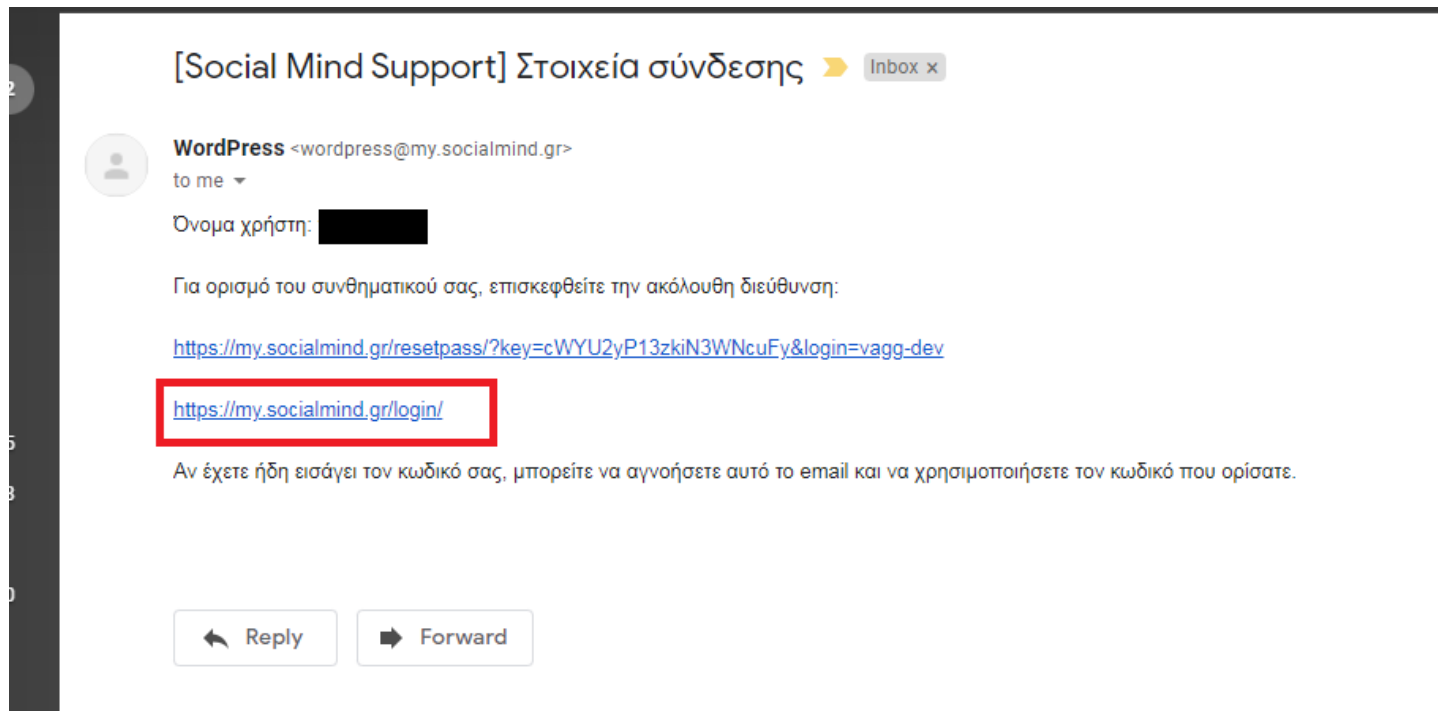 [Social Mind Support] Στοιχεία σύνδεσης Inbox x
WordPress <wordpress@my.socialmind.gr>
to me
Όνομα χρήστη:
Για ορισμό του συνθηματικού σας, επισκεφθείτε την ακόλουθη διεύθυνση:
https://my.socialmind.gr/resetpass/?key=cWYU2yP13zkiN3WNcuFy&login=vagg-dev
https://my.socialmind.gr/login/
Αν έχετε ήδη εισάγει τον κωδικό σας, μπορείτε να αγνοήσετε αυτό το email και να χρησιμοποιήσετε τον κωδικό που ορίσατε.
Reply Forward